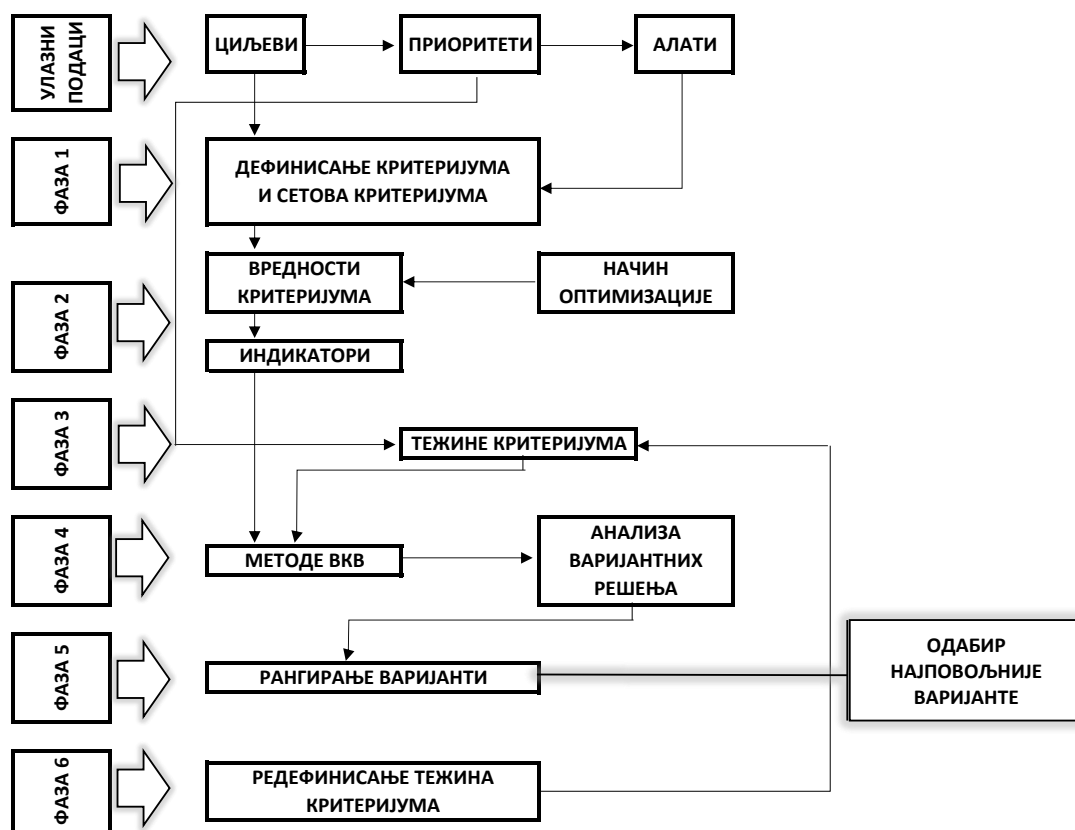 УЛАЗНИ
ПОДАЦИ
ЦИЉЕВИ
ПРИОРИТЕТИ
АЛАТИ
ФАЗА 1
ДЕФИНИСАЊЕ КРИТЕРИЈУМА
И СЕТОВА КРИТЕРИЈУМА
ФАЗА 2
ВРЕДНОСТИ
КРИТЕРИЈУМА
НАЧИН
ОПТИМИЗАЦИЈЕ
ИНДИКАТОРИ
ФАЗА 3
ТЕЖИНЕ КРИТЕРИЈУМА
ФАЗА 4
МЕТОДЕ ВКВ
АНАЛИЗА
ВАРИЈАНТНИХ
РЕШЕЊА
ФАЗА 5
РАНГИРАЊЕ ВАРИЈАНТИ
ОДАБИР
НАЈПОВОЉНИЈЕ
ВАРИЈАНТЕ
ФАЗА 6
РЕДЕФИНИСАЊЕ ТЕЖИНА
КРИТЕРИЈУМА